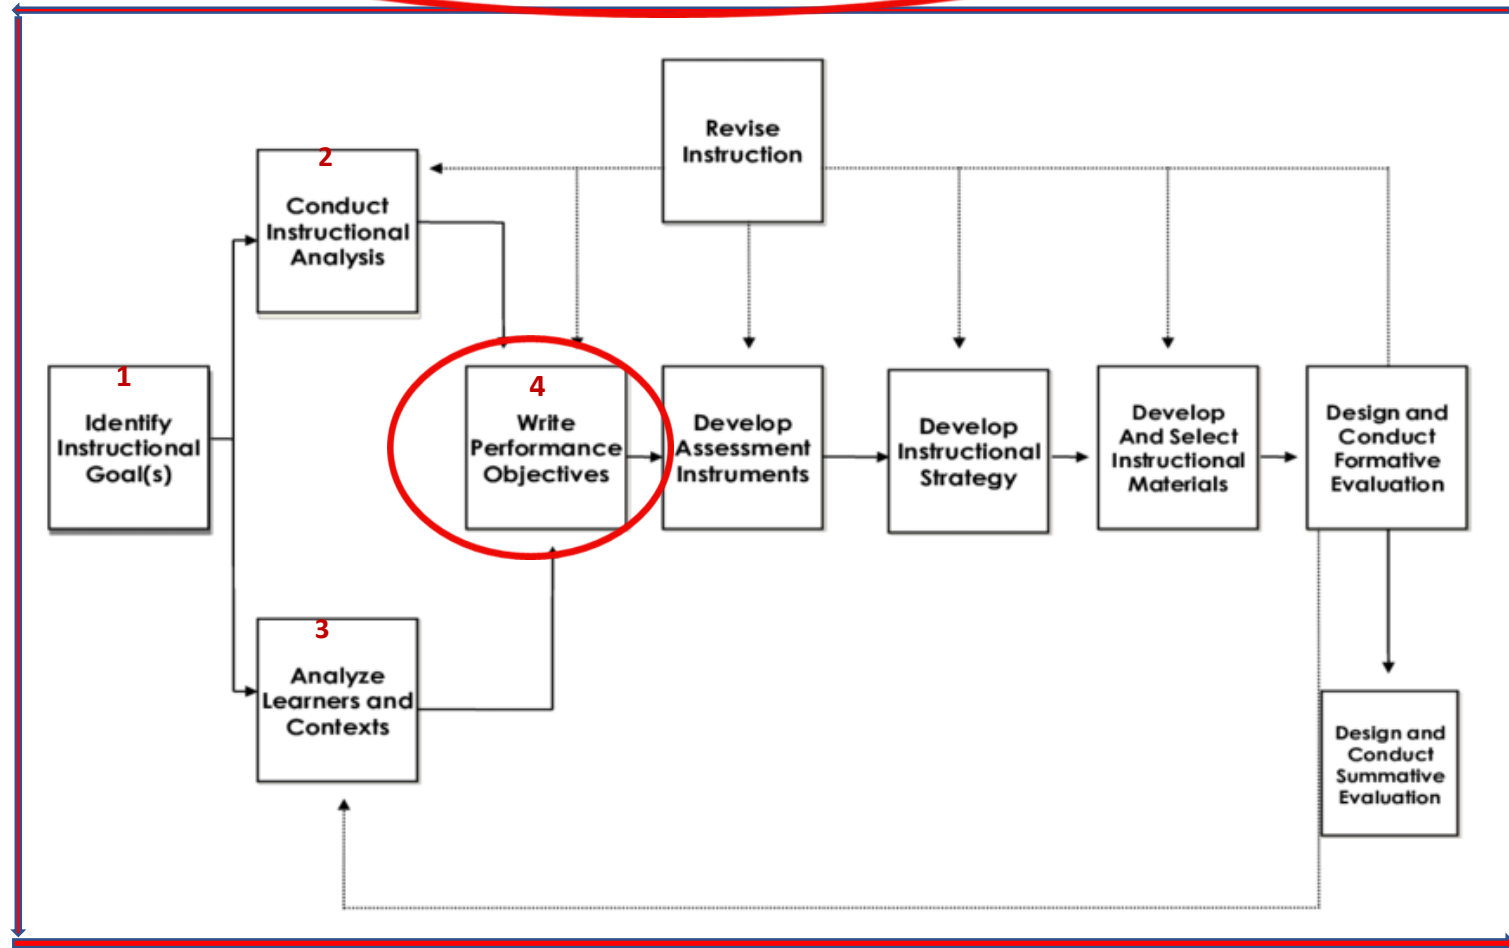 Revise
Instruction
2
Conduct
Instructional
Analysis
1
Identify
Instructional
Goal(s)
4
Write
Performance
Objectives
Develop
Assessment
Instruments
Develop
Instructional
Strategy
Develop
And Select
Instructional
Materials
Design and
Conduct
Formative
Evaluation
3
Analyze
Learners and
Contexts
Design and
Conduct
Summative
Evaluation